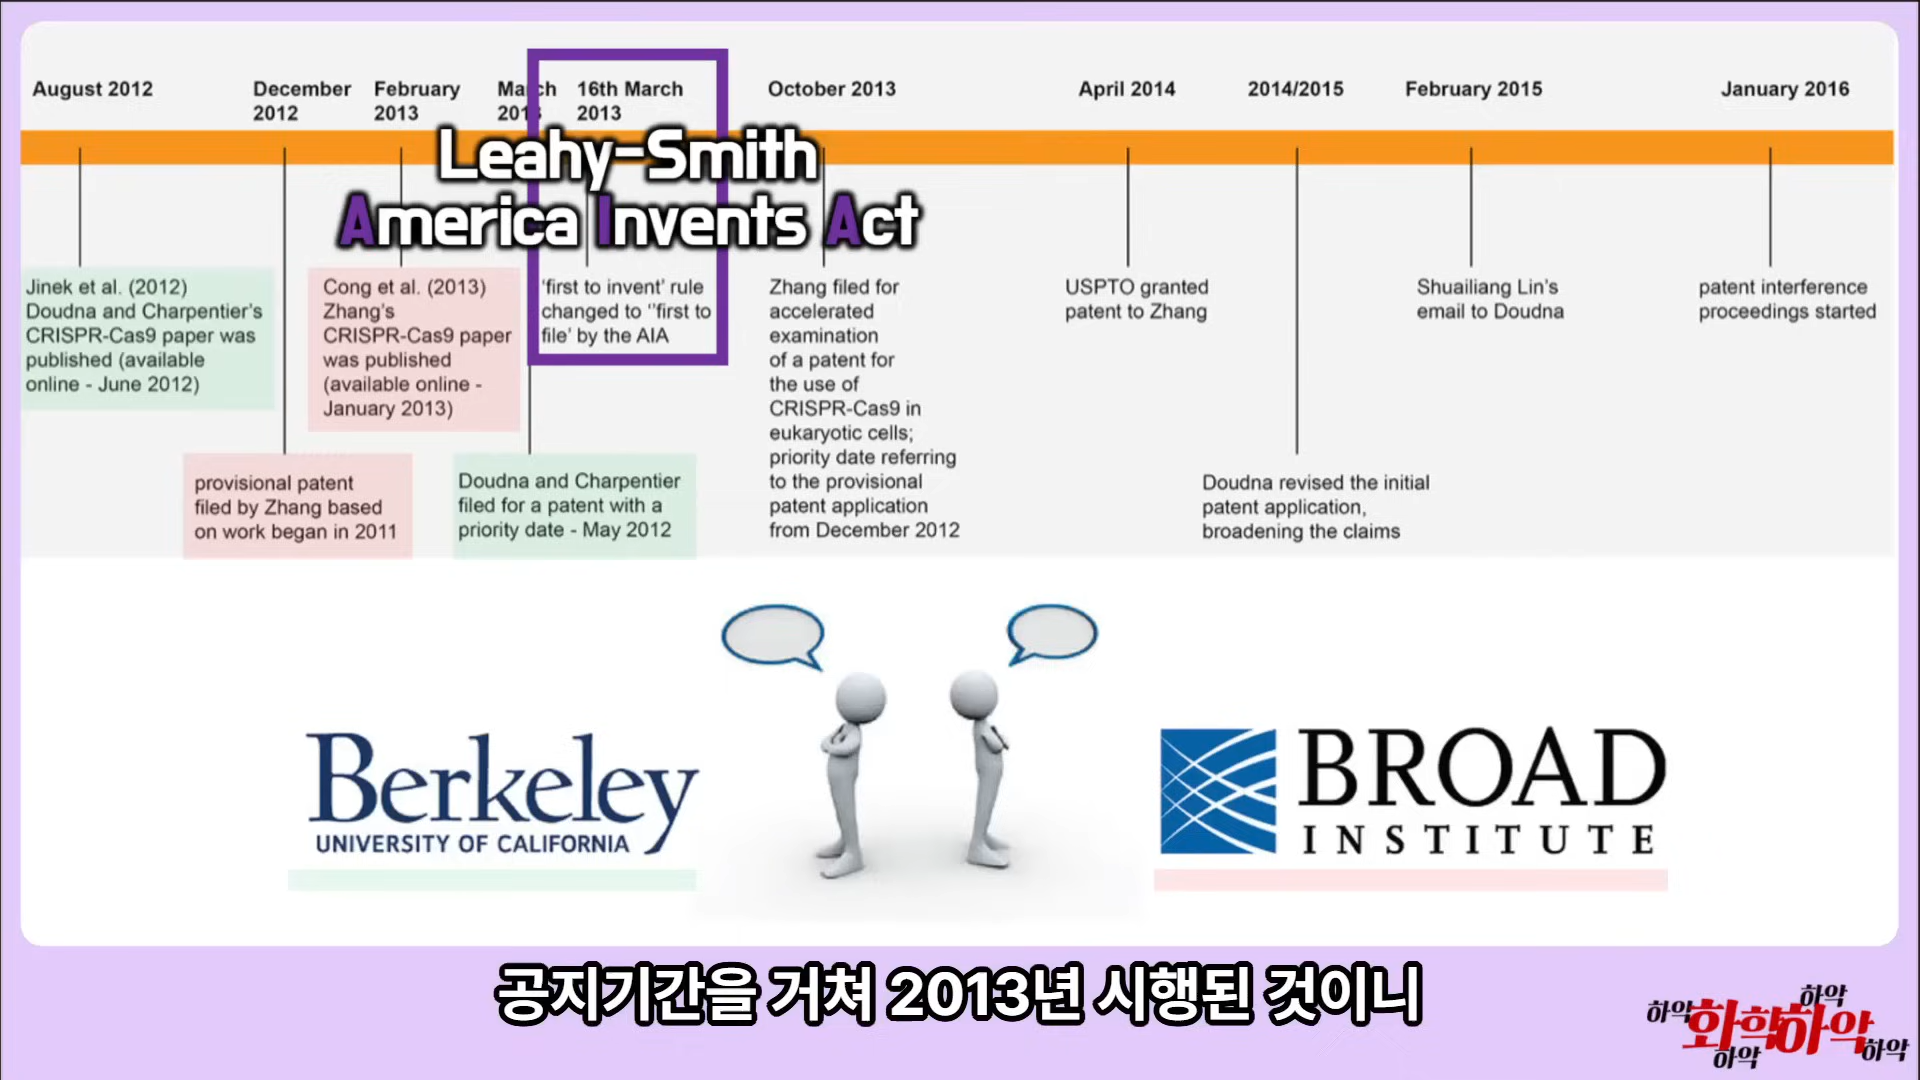 August 2012
December
2012
February
2013
March
2013
16th March
2013
October 2013
April 2014
2014/2015
February 2015
January 2016
Leahy-Smith
America Invents Act
Jinek et al. (2012)
Doudna and Charpentier’s
CRISPR-Cas9 paper was
published (available
online - June 2012)
Cong et al. (2013)
Zhang’s
CRISPR-Cas9 paper
was published
(available online -
January 2013)
‘first to invent’ rule
changed to ‘’first to
file’ by the AIA
Zhang filed for
accelerated
examination
of a patent for
the use of
CRISPR-Cas9 in
eukaryotic cells;
priority date referring
to the provisional
patent application
from December 2012
USPTO granted
patent to Zhang
Shuailiang Lin’s
email to Doudna
patent interference
proceedings started
provisional patent
filed by Zhang based
on work began in 2011
Doudna and Charpentier
filed for a patent with a
priority date - May 2012
Doudna revised the initial
patent application,
broadening the claims
Berkeley
UNIVERSITY OF CALIFORNIA
BROAD
INSTITUTE
공지기간을 거쳐 2013년 시행된 것이니
하악
하악
화학하악
하악
하악